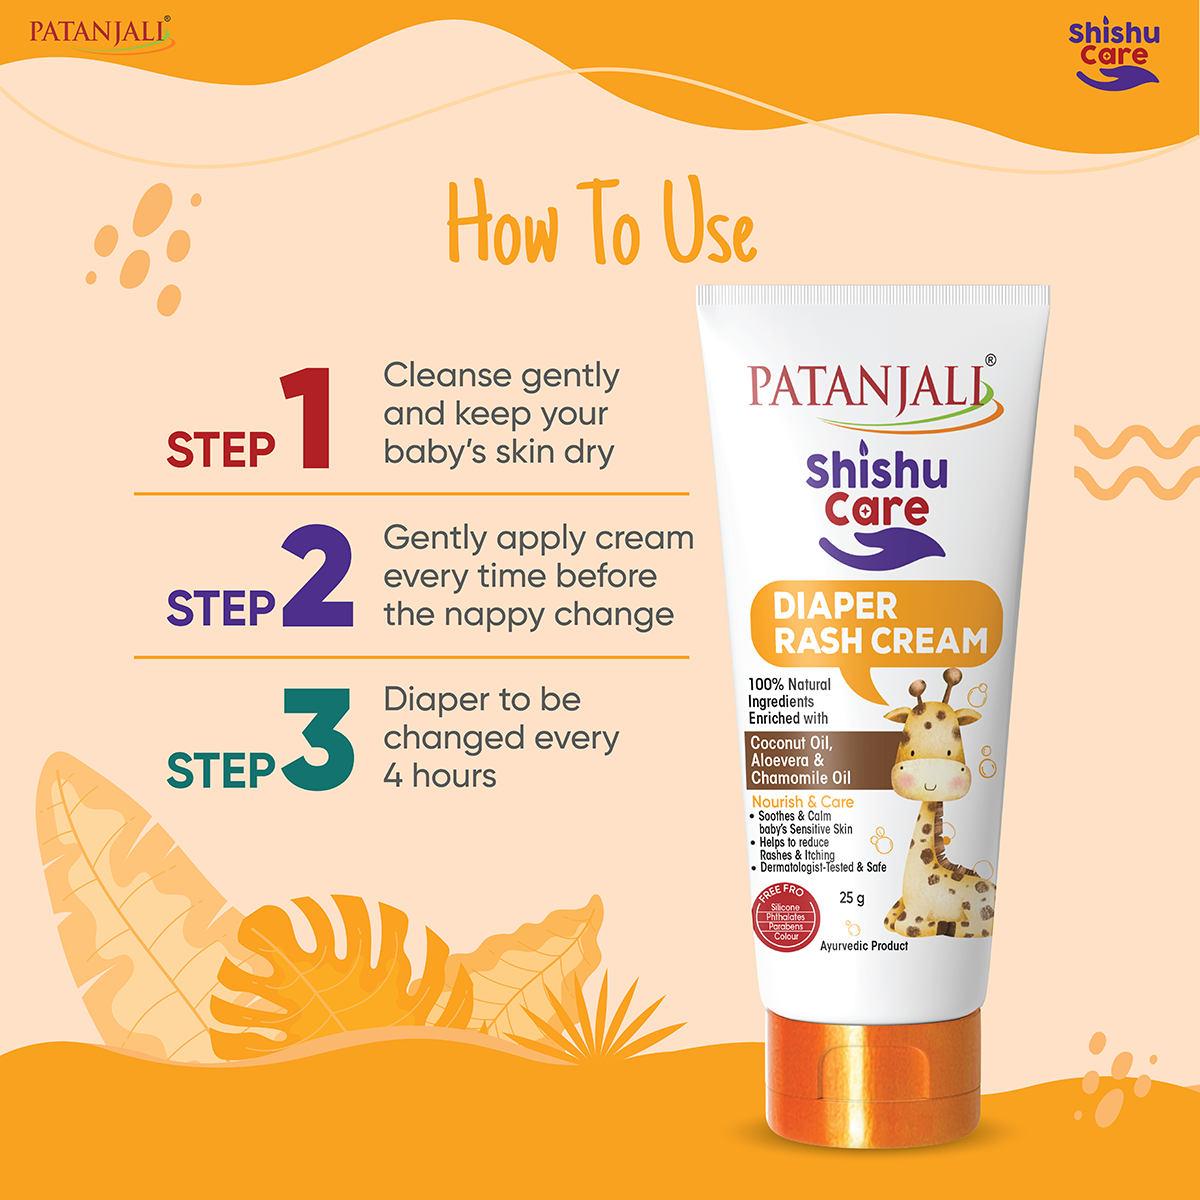 PATANJALI®
Shishu
Care
How To Use
STEP 1
Cleanse gently
and keep your
baby's skin dry
STEP 2
Gently apply cream
every time before
the nappy change
STEP 3
Diaper to be
changed every
4 hours
PATANJALI®
Shishu
Care
DIAPER
RASH CREAM
100% Natural
Ingredients
Enriched with
Coconut Oil,
Aloevera &
Chamomile Oil
Nourish & Care
• Soothes & Calm
baby's Sensitive Skin
• Helps to reduce
Rashes & Itching
• Dermatologist-Tested & Safe
FREE FRO
Silicone
Phthalates
Parabens
Colour
25 g
Ayurvedic Product